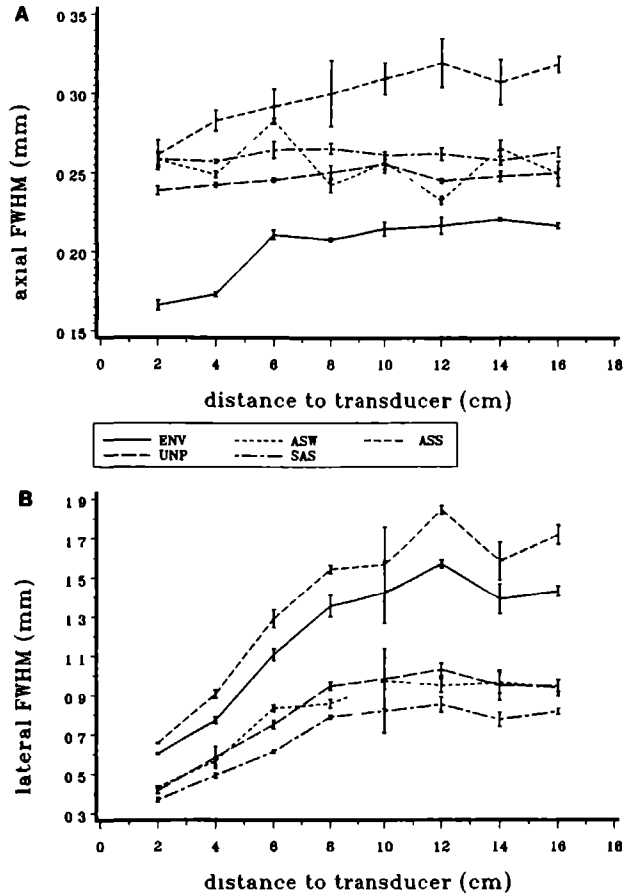 A
0.35
0.30
0.25
0.20
0.15
axial FWHM (mm)
0 2 4 6 8 10 12 14 16 18
distance to transducer (cm)
ENV ASW ASS
UNP SAS
B
1 9
1 7
1 5
1 3
1 1
0 9
0 7
0 5
0 3
lateral FWHM (mm)
0 2 4 6 8 10 12 14 16 18
distance to transducer (cm)